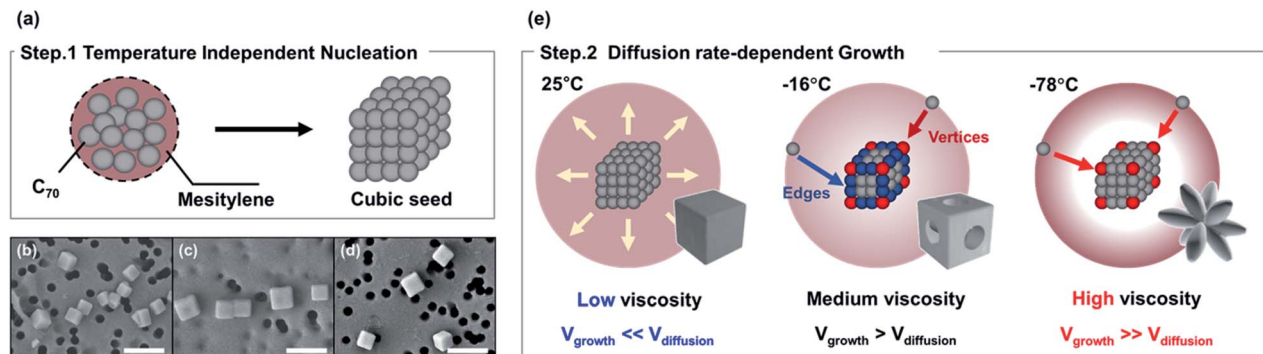 (a)
Step.1 Temperature Independent Nucleation
C70
Mesitylene
Cubic seed
(b)
(c)
(d)
(e)
Step.2 Diffusion rate-dependent Growth
25°C
-16°C
-78°C
Vertices
Edges
Low viscosity
Medium viscosity
High viscosity
Vgrowth << Vdiffusion
Vgrowth > Vdiffusion
Vgrowth >> Vdiffusion